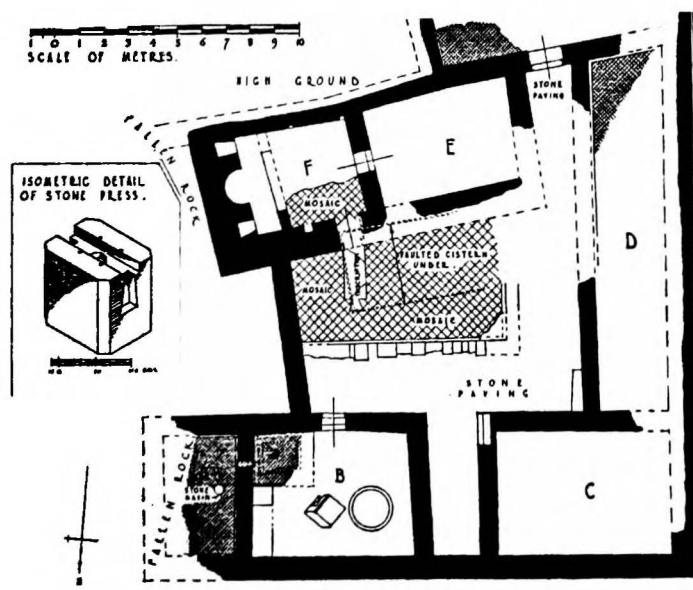 1 0 1 2 3 4 5 6 7 8 9 10
SCALE OF METRES.
HIGH GROUND
STONE
PAVING
FALLEN ROCK
ISOMETRIC DETAIL
OF STONE PRESS.
F
E
D
MOSAIC
VAULTED CISTERN
UNDER.
MOSAIC
MOSAIC
STONE
PAVING
FALLEN ROCK
STONE
BASIN
B
C